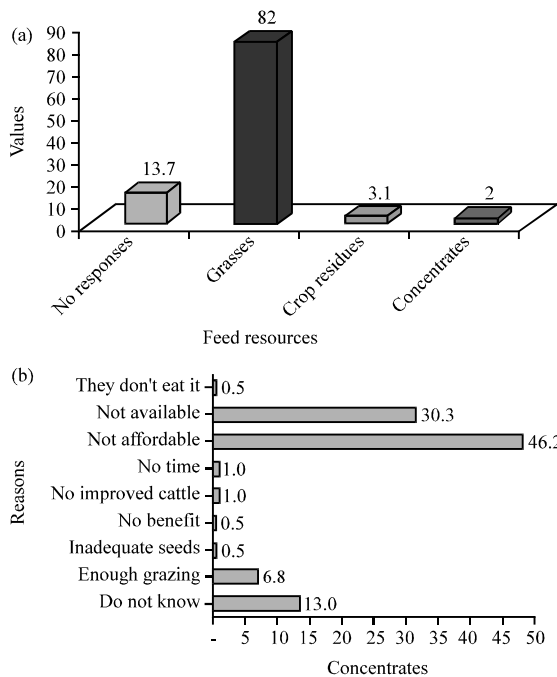 (a)
82
90
80
70
60
50
40
30
20
10
0
Values
13.7
3.1
2
No responses
Grasses
Crop residues
Concentrates
Feed resources
(b)
They don't eat it 0.5
Not available 30.3
Not affordable 46.2
No time 1.0
No improved cattle 1.0
No benefit 0.5
Inadequate seeds 0.5
Enough grazing 6.8
Do not know 13.0
Reasons
- 5 10 15 20 25 30 35 40 45 50
Concentrates